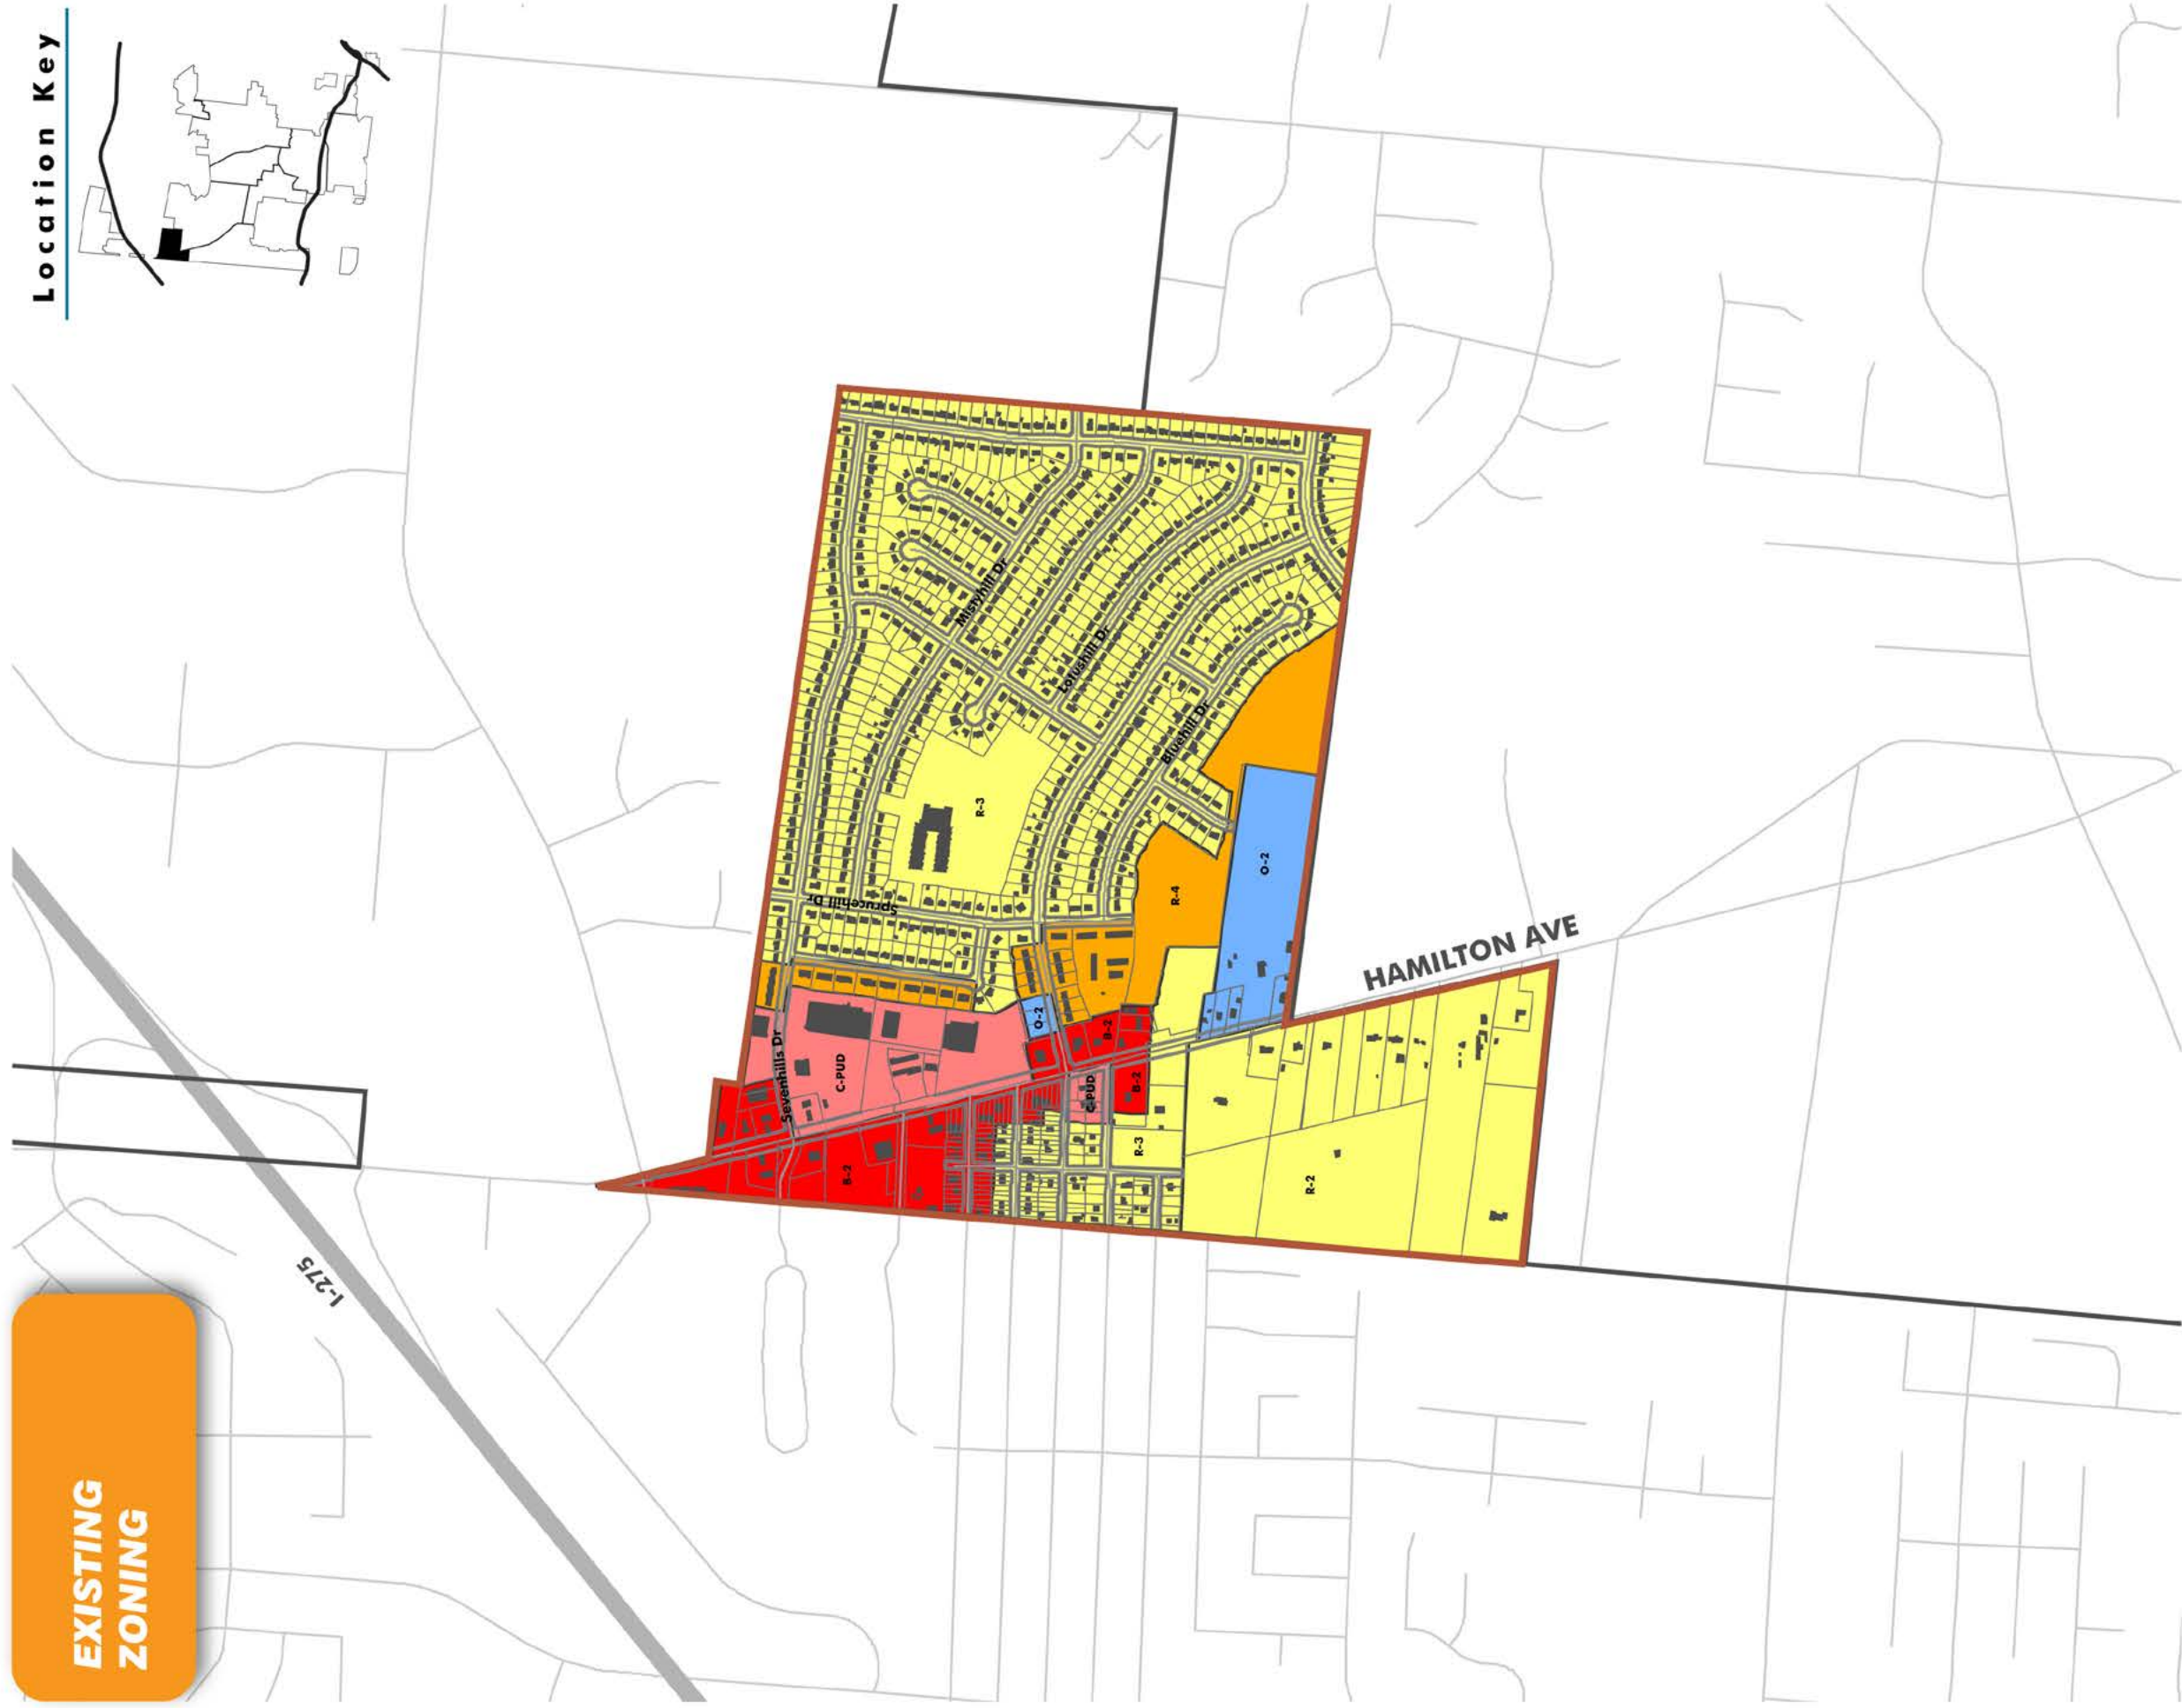 Location Key
EXISTING
ZONING
I-275
HAMILTON AVE
Mistyhill Dr
Lotushill Dr
Bluehill Dr
Sprucehill Dr
Sevenhills Dr
R-3
R-4
O-2
O-2
B-2
C-PUD
C-PUD
B-2
B-2
R-3
R-2